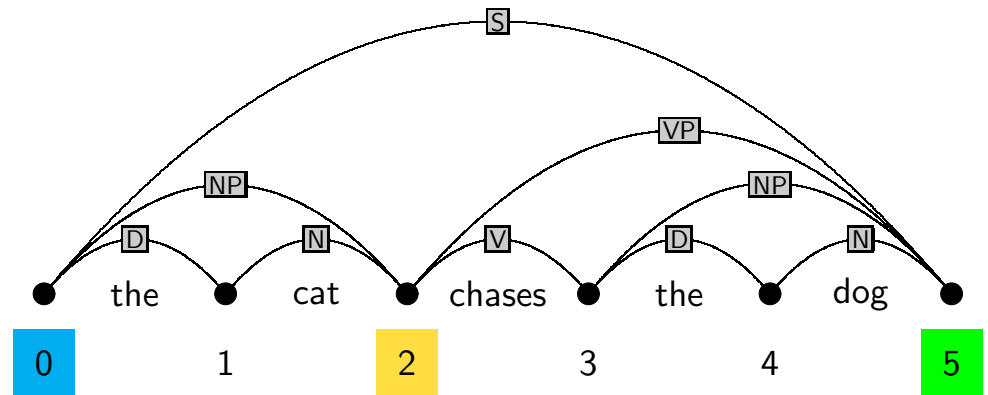 S
VP
NP NP
D N V D N
the cat chases the dog
0 1 2 3 4 5